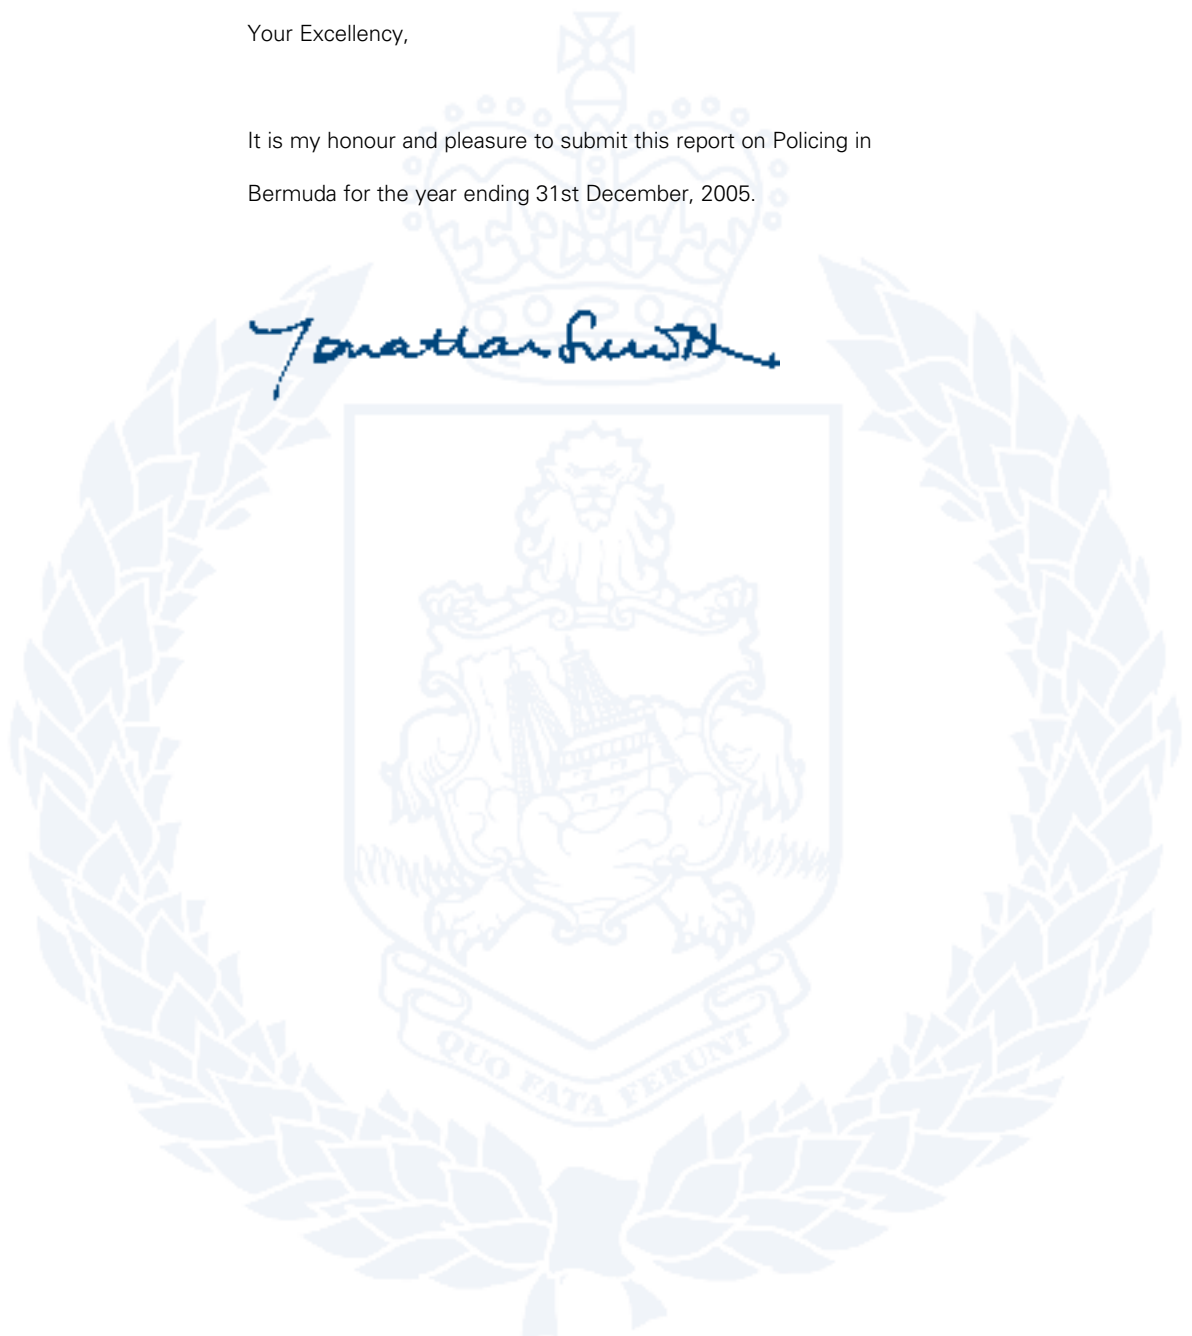 Your Excellency,
It is my honour and pleasure to submit this report on Policing in
Bermuda for the year ending 31st December, 2005.
Jonathan Smith
QUO FATA FERUNT